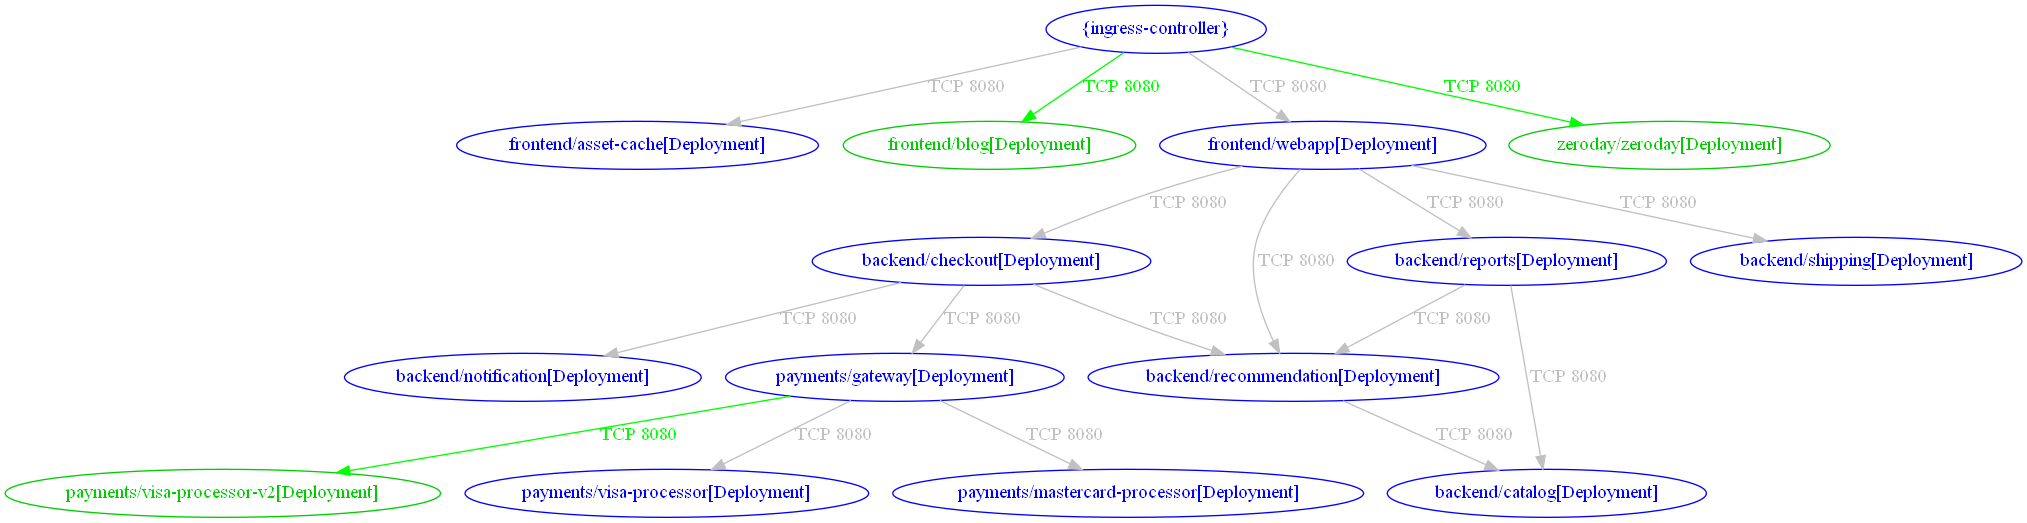 {ingress-controller}
TCP 8080
TCP 8080
TCP 8080
TCP 8080
frontend/asset-cache[Deployment]
frontend/blog[Deployment]
frontend/webapp[Deployment]
zeroday/zeroday[Deployment]
TCP 8080
TCP 8080
TCP 8080
backend/checkout[Deployment]
TCP 8080
backend/reports[Deployment]
backend/shipping[Deployment]
TCP 8080
TCP 8080
TCP 8080
TCP 8080
backend/notification[Deployment]
payments/gateway[Deployment]
backend/recommendation[Deployment]
TCP 8080
TCP 8080
TCP 8080
TCP 8080
TCP 8080
payments/visa-processor-v2[Deployment]
payments/visa-processor[Deployment]
payments/mastercard-processor[Deployment]
backend/catalog[Deployment]